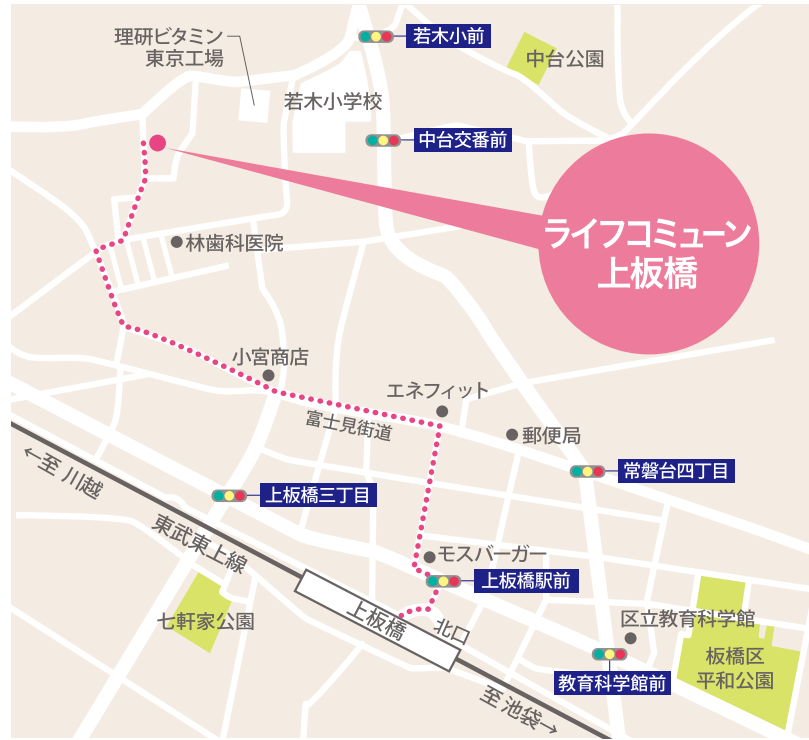 理研ビタミン
東京工場
若木小前
中台公園
若木小学校
中台交番前
ライフコミューン
上板橋
林歯科医院
小宮商店
エネフィット
富士見街道
郵便局
常磐台四丁目
←至 川越
上板橋三丁目
東武東上線
モスバーガー
上板橋駅前
七軒家公園
上板橋
北口
区立教育科学館
板橋区
平和公園
教育科学館前
至 池袋→